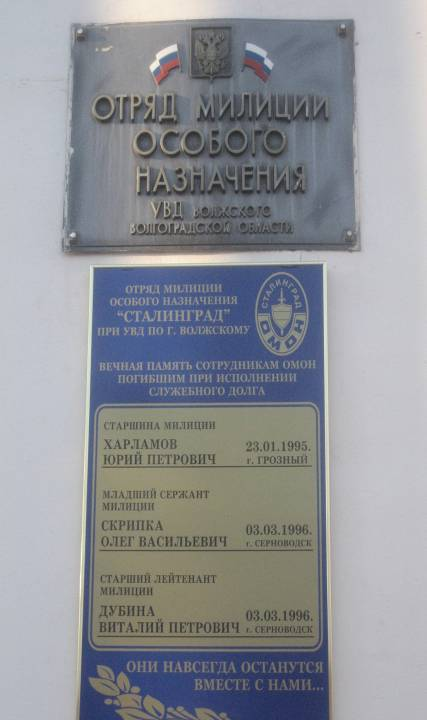 ОТРЯД МИЛИЦИИ
ОСОБОГО
НАЗНАЧЕНИЯ
УВД ВОЛЖСКОГО
ВОЛГОГРАДСКОЙ ОБЛАСТИ
ОТРЯД МИЛИЦИИ
ОСОБОГО НАЗНАЧЕНИЯ
“СТАЛИНГРАД”
ПРИ УВД ПО Г. ВОЛЖСКОМУ
СТАЛИНГРАД
ОМОН
ВЕЧНАЯ ПАМЯТЬ СОТРУДНИКАМ ОМОН
ПОГИБШИМ ПРИ ИСПОЛНЕНИИ
СЛУЖЕБНОГО ДОЛГА
СТАРШИНА МИЛИЦИИ
ХАРЛАМОВ 23.01.1995.
ЮРИЙ ПЕТРОВИЧ г. ГРОЗНЫЙ
МЛАДШИЙ СЕРЖАНТ
МИЛИЦИИ
СКРИПКА 03.03.1996.
ОЛЕГ ВАСИЛЬЕВИЧ г. СЕРНОВОДСК
СТАРШИЙ ЛЕЙТЕНАНТ
МИЛИЦИИ
ДУБИНА 03.03.1996.
ВИТАЛИЙ ПЕТРОВИЧ г. СЕРНОВОДСК
ОНИ НАВСЕГДА ОСТАНУТСЯ
ВМЕСТЕ С НАМИ...